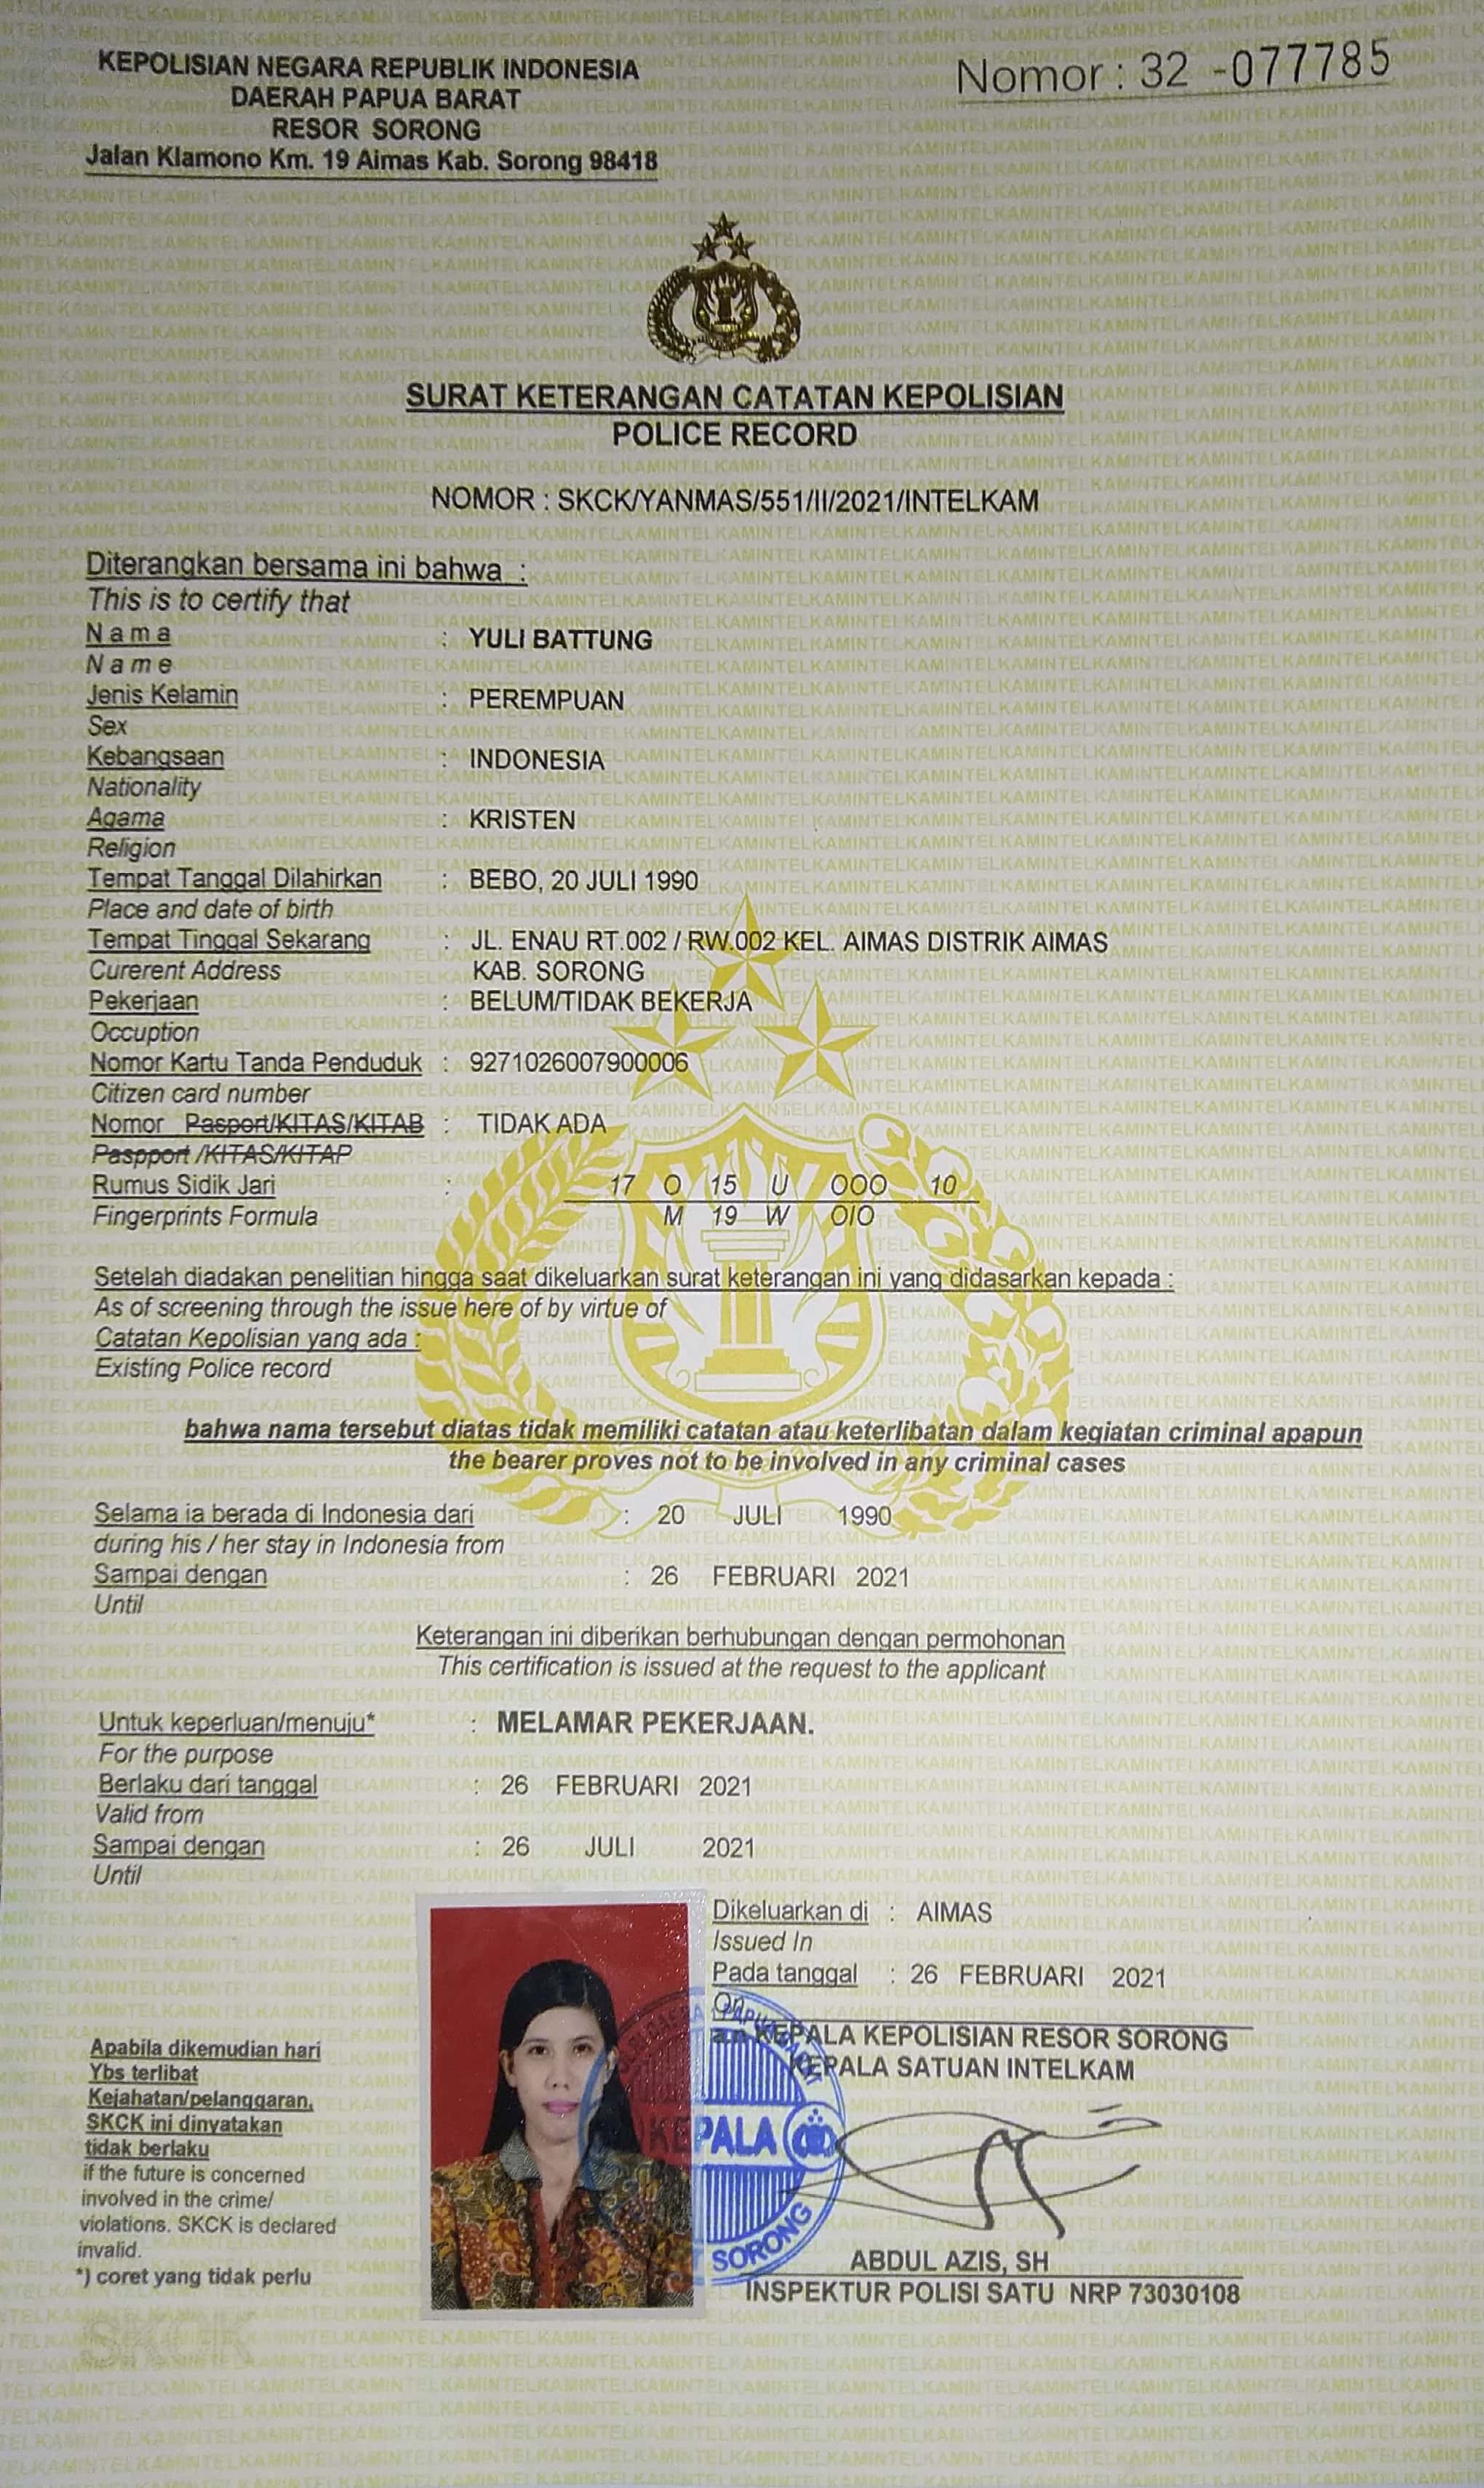 KEPOLISIAN NEGARA REPUBLIK INDONESIA
DAERAH PAPUA BARAT
RESOR SORONG
Jalan Klamono Km. 19 Aimas Kab. Sorong 98418
Nomor : 32 -077785
SURAT KETERANGAN CATATAN KEPOLISIAN
POLICE RECORD
NOMOR : SKCK/YANMAS/551/II/2021/INTELKAM
Diterangkan bersama ini bahwa :
This is to certify that
Nama : YULI BATTUNG
Name
Jenis Kelamin : PEREMPUAN
Sex
Kebangsaan : INDONESIA
Nationality
Agama : KRISTEN
Religion
Tempat Tanggal Dilahirkan : BEBO, 20 JULI 1990
Place and date of birth
Tempat Tinggal Sekarang : JL. ENAU RT.002 / RW.002 KEL. AIMAS DISTRIK AIMAS
Curerent Address KAB. SORONG
Pekerjaan : BELUM/TIDAK BEKERJA
Occuption
Nomor Kartu Tanda Penduduk : 9271026007900006
Citizen card number
Nomor Pasport/KITAS/KITAB : TIDAK ADA
Paspport /KITAS/KITAP
Rumus Sidik Jari : 17 O 15 U OOO 10
Fingerprints Formula M 19 W OIO
Setelah diadakan penelitian hingga saat dikeluarkan surat keterangan ini yang didasarkan kepada :
As of screening through the issue here of by virtue of
Catatan Kepolisian yang ada :
Existing Police record
bahwa nama tersebut diatas tidak memiliki catatan atau keterlibatan dalam kegiatan criminal apapun
the bearer proves not to be involved in any criminal cases
Selama ia berada di Indonesia dari : 20 JULI 1990
during his / her stay in Indonesia from
Sampai dengan : 26 FEBRUARI 2021
Until
Keterangan ini diberikan berhubungan dengan permohonan
This certification is issued at the request to the applicant
Untuk keperluan/menuju* : MELAMAR PEKERJAAN.
For the purpose
Berlaku dari tanggal : 26 FEBRUARI 2021
Valid from
Sampai dengan : 26 JULI 2021
Until
Dikeluarkan di : AIMAS
Issued In
Pada tanggal : 26 FEBRUARI 2021
On
a.n KEPALA KEPOLISIAN RESOR SORONG
KEPALA SATUAN INTELKAM
KEPALA
SORONG
ABDUL AZIS, SH
INSPEKTUR POLISI SATU NRP 73030108
Apabila dikemudian hari
Ybs terlibat
Kejahatan/pelanggaran,
SKCK ini dinyatakan
tidak berlaku
if the future is concerned
involved in the crime/
violations. SKCK is declared
invalid.
*) coret yang tidak perlu
SKCK